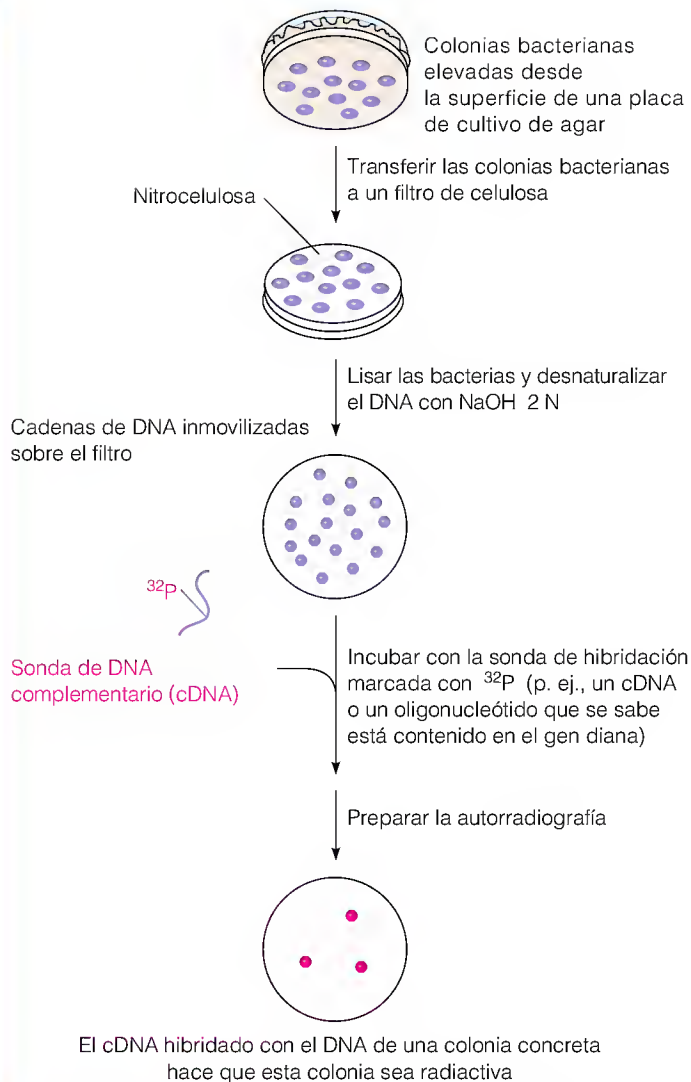 Colonias bacterianas
elevadas desde
la superficie de una placa
de cultivo de agar
Transferir las colonias bacterianas
a un filtro de celulosa
Nitrocelulosa
Lisar las bacterias y desnaturalizar
el DNA con NaOH 2 N
Cadenas de DNA inmovilizadas
sobre el filtro
³²P
Sonda de DNA
complementario (cDNA)
Incubar con la sonda de hibridación
marcada con ³²P (p. ej., un cDNA
o un oligonucleótido que se sabe
está contenido en el gen diana)
Preparar la autorradiografía
El cDNA hibridado con el DNA de una colonia concreta
hace que esta colonia sea radiactiva